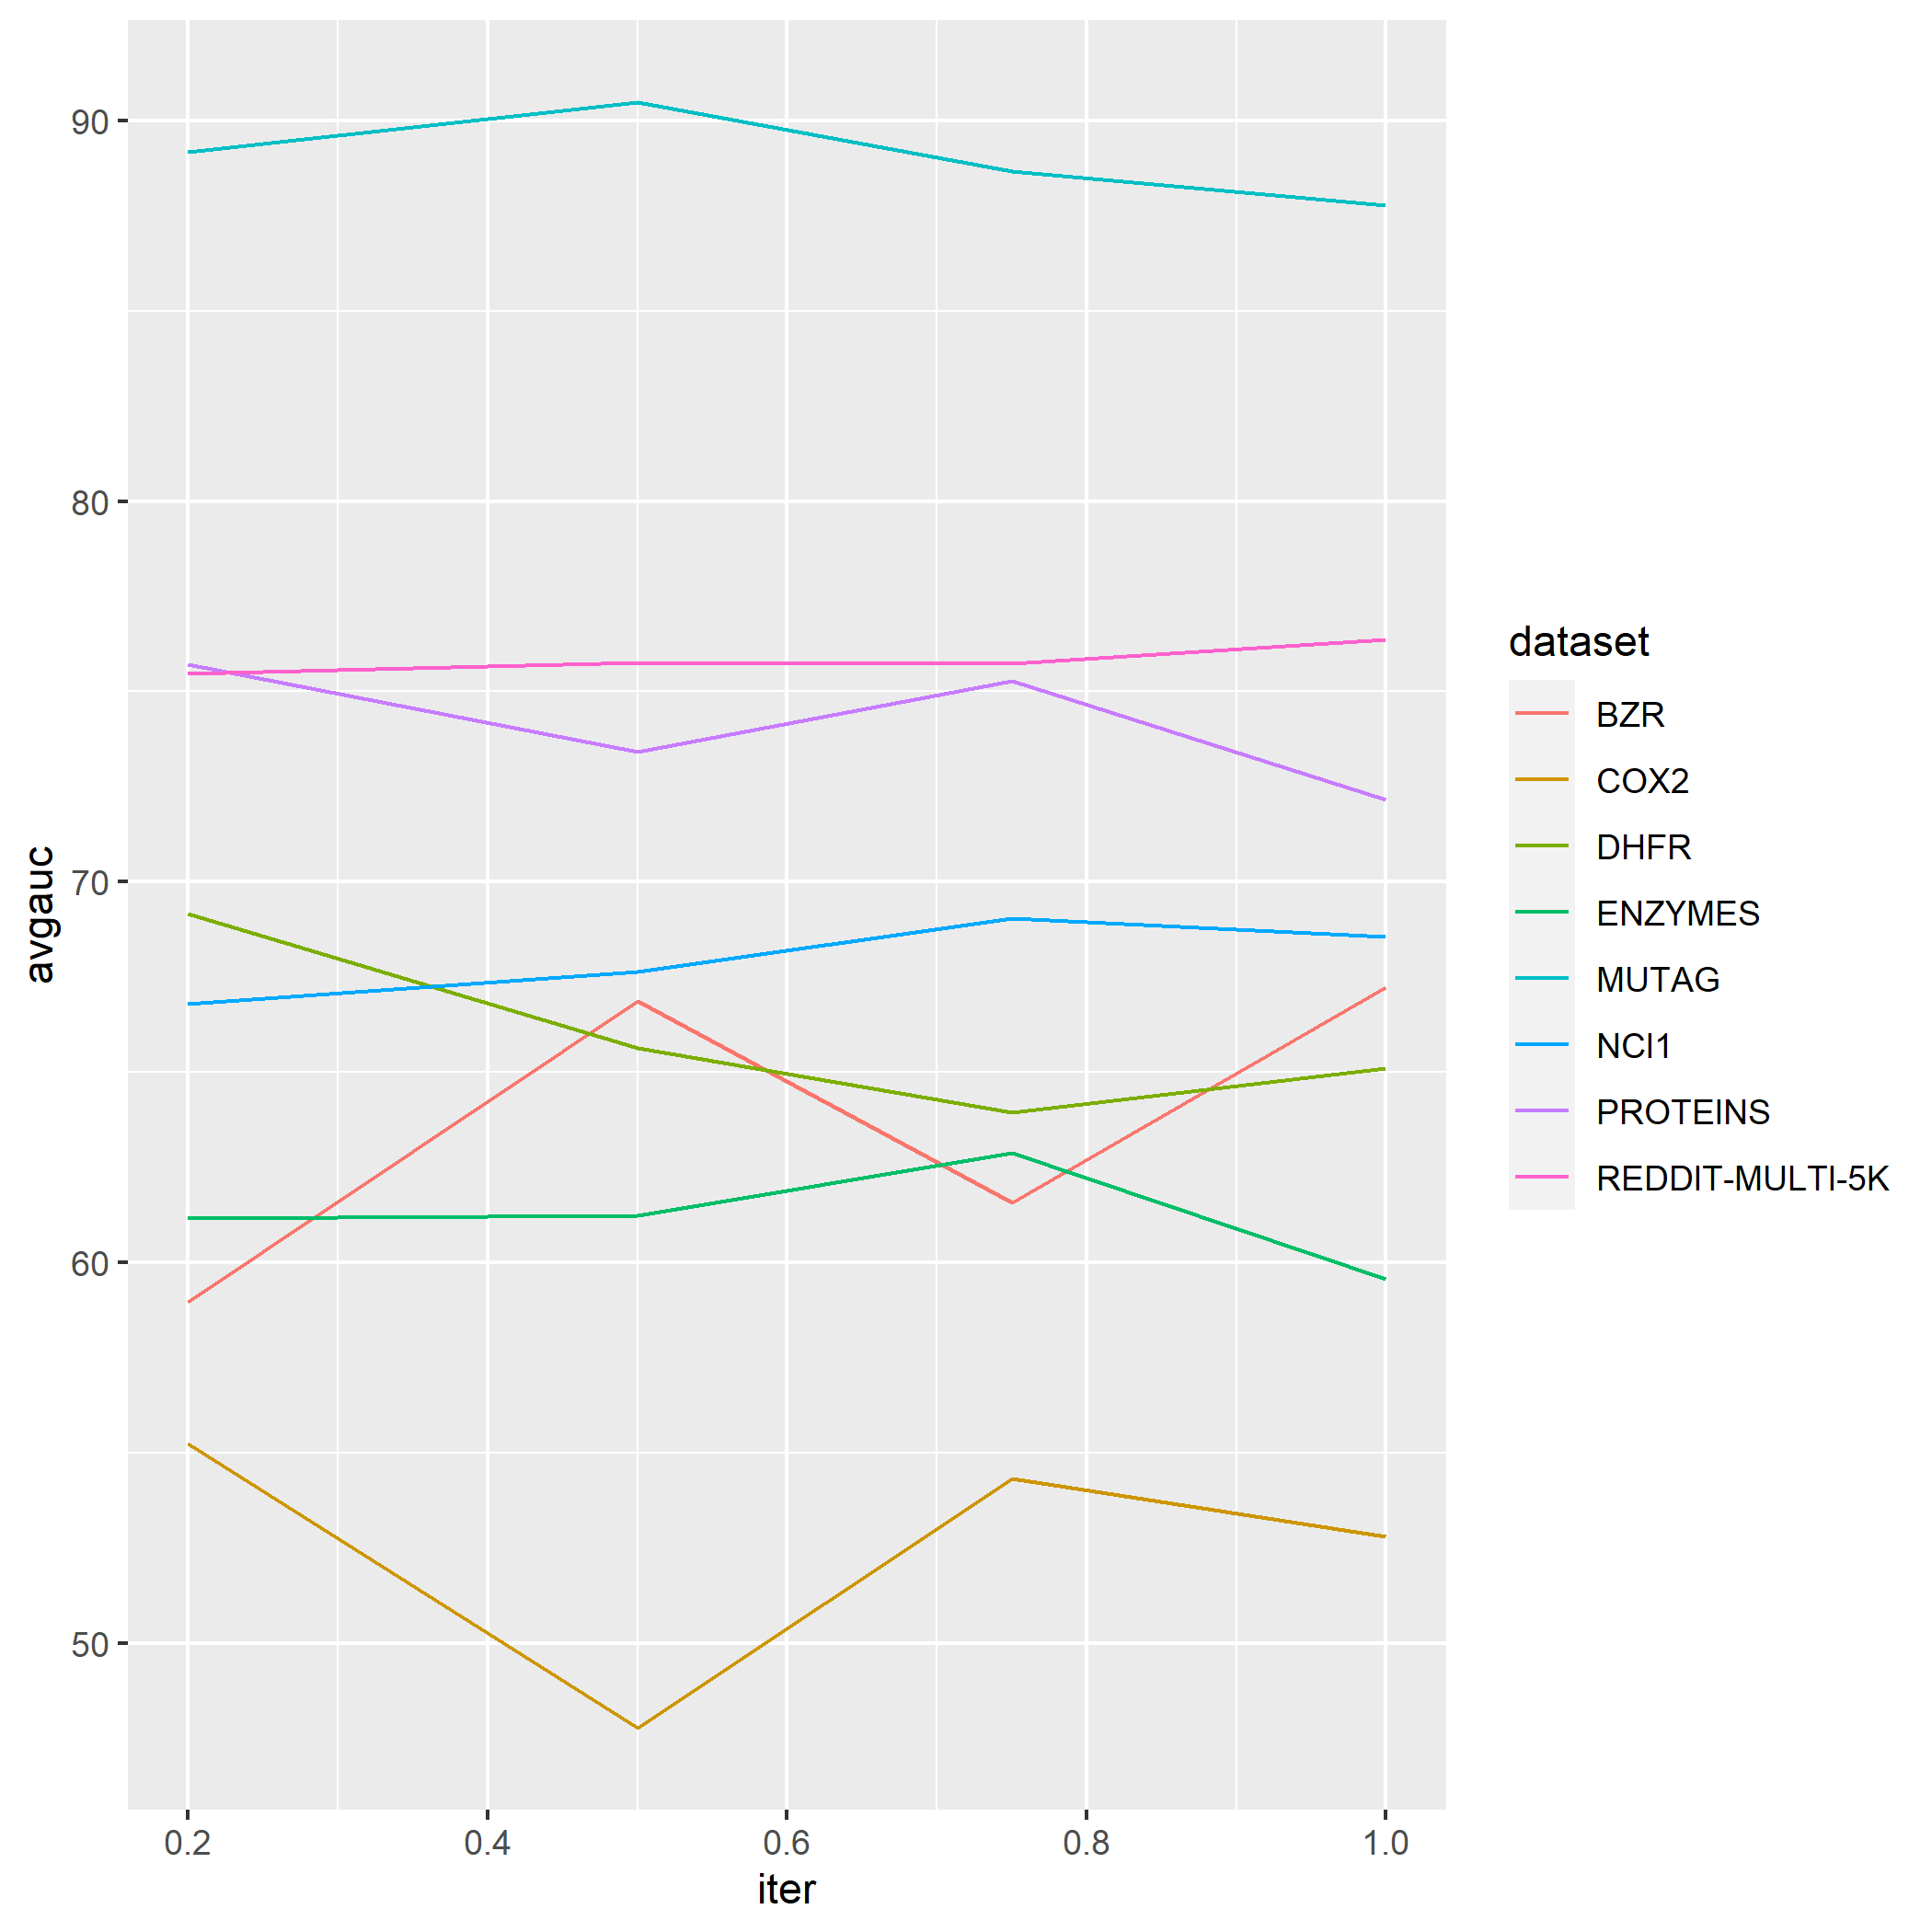 90
80
70
60
50
avgauc
0.2
0.4
0.6
0.8
1.0
iter
dataset
BZR
COX2
DHFR
ENZYMES
MUTAG
NCI1
PROTEINS
REDDIT-MULTI-5K